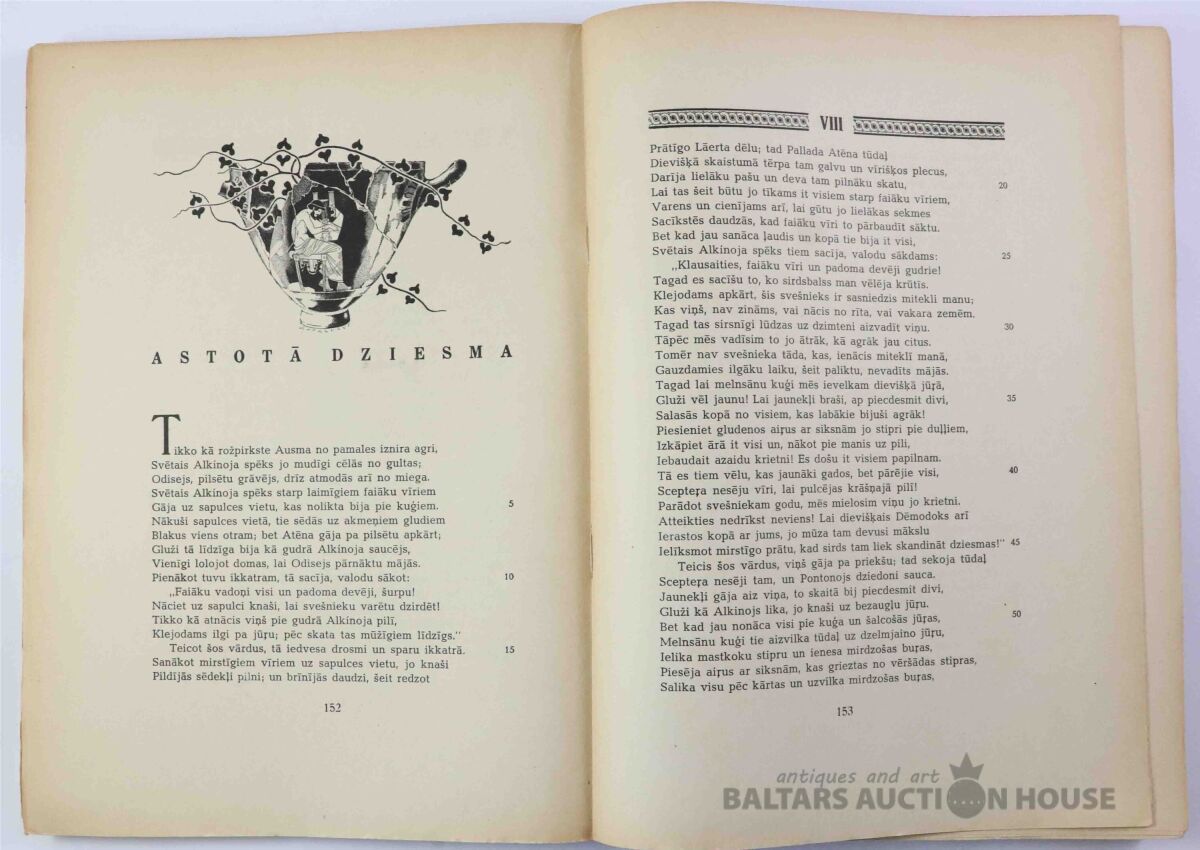 ASTOTĀ DZIESMA
Tikko kā rožpirkste Ausma no pamales iznira agri,
Svētais Alkinoja spēks jo mudīgi cēlās no gultas;
Odisejs, pilsētu grāvējs, drīz atmodās arī no miega.
Svētais Alkinoja spēks starp laimīgiem faiāku vīriem
Gāja uz sapulces vietu, kas nolikta bija pie kuģiem. 5
Nākuši sapulces vietā, tie sēdās uz akmeņiem gludiem
Blakus viens otram; bet Atēna gāja pa pilsētu apkārt;
Gluži tā līdzīga bija kā gudrā Alkinoja saucējs,
Vienīgi lolojot domas, lai Odisejs pārnāktu mājās.
Pienākot tuvu ikkatram, tā sacīja, valodu sākot: 10
„Faiāku vadoņi visi un padoma devēji, šurpu!
Nāciet uz sapulci knaši, lai svešnieku varētu dzirdēt!
Tikko kā atnācis viņš pie gudrā Alkinoja pilī,
Klejodams ilgi pa jūru; pēc skata tas mūžīgiem līdzīgs."
Teicot šos vārdus, tā iedvesa drosmi un sparu ikkatrā. 15
Sanākot mirstīgiem vīriem uz sapulces vietu, jo knaši
Pildījās sēdekļi pilni; un brīnījās daudzi, šeit redzot
152
VIII
Prātīgo Lāerta dēlu; tad Pallada Atēna tūdaļ
Dievišķā skaistumā tērpa tam galvu un vīrišķos plecus,
Darīja lielāku pašu un deva tam pilnāku skatu, 20
Lai tas šeit būtu jo tīkams it visiem starp faiāku vīriem,
Varens un cienījams arī, lai gūtu jo lielākas sekmes
Sacīkstēs daudzās, kad faiāku vīri to pārbaudīt sāktu.
Bet kad jau sanāca ļaudis un kopā tie bija it visi,
Svētais Alkinoja spēks tiem sacīja, valodu sākdams: 25
„Klausaities, faiāku vīri un padoma devēji gudrie!
Tagad es sacīšu to, ko sirdsbalss man vēlēja krūtīs.
Klejodams apkārt, šis svešnieks ir sasniedzis mitekli manu;
Kas viņš, nav zināms, vai nācis no rīta, vai vakara zemēm.
Tagad tas sirsnīgi lūdzas uz dzimteni aizvadīt viņu. 30
Tāpēc mēs vadīsim to jo ātrāk, kā agrāk jau citus.
Tomēr nav svešnieka tāda, kas, ienācis miteklī manā,
Gauzdamies ilgāku laiku, šeit paliktu, nevadīts mājās.
Tagad lai melnsānu kuģi mēs ievelkam dievišķā jūrā,
Gluži vēl jaunu! Lai jaunekļi braši, ap piecdesmit divi, 35
Salasās kopā no visiem, kas labākie bijuši agrāk!
Piesieniet gludenos aiŗus ar siksnām jo stipri pie duļļiem,
Izkāpiet ārā it visi un, nākot pie manis uz pili,
Iebaudait azaidu krietni! Es došu it visiem papilnam.
Tā es tiem vēlu, kas jaunāki gados, bet pārējie visi, 40
Scepteŗa nesēju vīri, lai pulcējas krāšņajā pilī!
Parādot svešniekam godu, mēs mielosim viņu jo krietni.
Atteikties nedrīkst neviens! Lai dievišķais Dēmodoks arī
Ierastos kopā ar jums, jo mūza tam devusi mākslu
Ielīksmot mirstīgo prātu, kad sirds tam liek skandināt dziesmas!" 45
Teicis šos vārdus, viņš gāja pa priekšu; tad sekoja tūdaļ
Scepteŗa nesēji tam, un Pontonojs dziedoni sauca.
Jaunekļi gāja aiz viņa, to skaitā bij piecdesmit divi,
Gluži kā Alkinojs lika, jo knaši uz bezaugļu jūru.
Bet kad jau nonāca visi pie kuģa un šalcošās jūras, 50
Melnsānu kuģi tie aizvilka tūdaļ uz dzelmjaino jūru,
Ielika mastkoku stipru un ienesa mirdzošas buŗas,
Piesēja aiŗus ar siksnām, kas grieztas no vēršādas stipras,
Salika visu pēc kārtas un uzvilka mirdzošas buŗas,
153
antiques and art
BALTARS AUCTION HOUSE